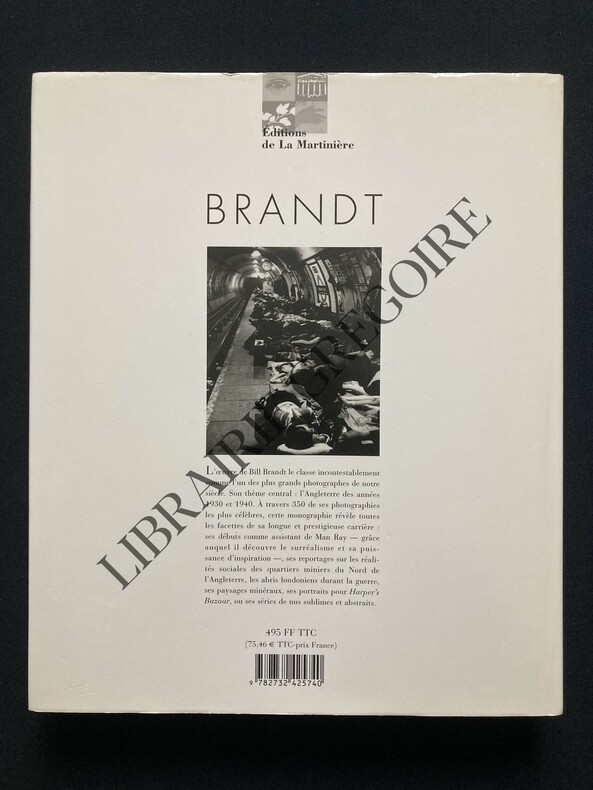 Éditions
de La Martinière
BRANDT
L'œuvre de Bill Brandt le classe incontestablement
comme l'un des plus grands photographes de notre
siècle. Son thème central : l'Angleterre des années
1930 et 1940. À travers 350 de ses photographies
les plus célèbres, cette monographie révèle toutes
les facettes de sa longue et prestigieuse carrière :
ses débuts comme assistant de Man Ray — grâce
auquel il découvre le surréalisme et sa puis-
sance d'inspiration —, ses reportages sur les réali-
tés sociales des quartiers miniers du Nord de
l'Angleterre, les abris londoniens durant la guerre,
ses paysages minéraux, ses portraits pour Harper's
Bazaar, ou ses séries de nus sublimes et abstraits.
495 FF TTC
(75,46 € TTC-prix France)
9 782732 425740
LIBRAIRIE GREGOIRE